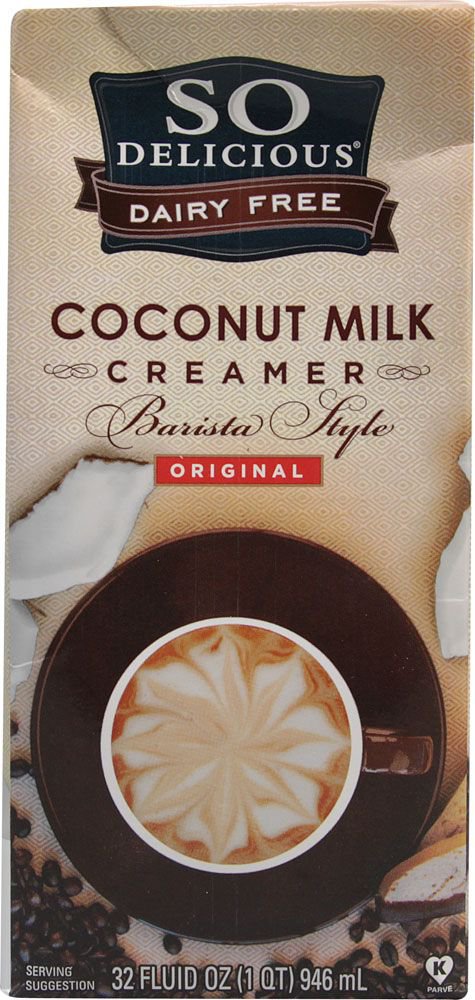 SO
DELICIOUS®
DAIRY FREE
COCONUT MILK
CREAMER
Barista Style
ORIGINAL
SERVING
SUGGESTION
32 FLUID OZ (1 QT) 946 mL
K
PARVE